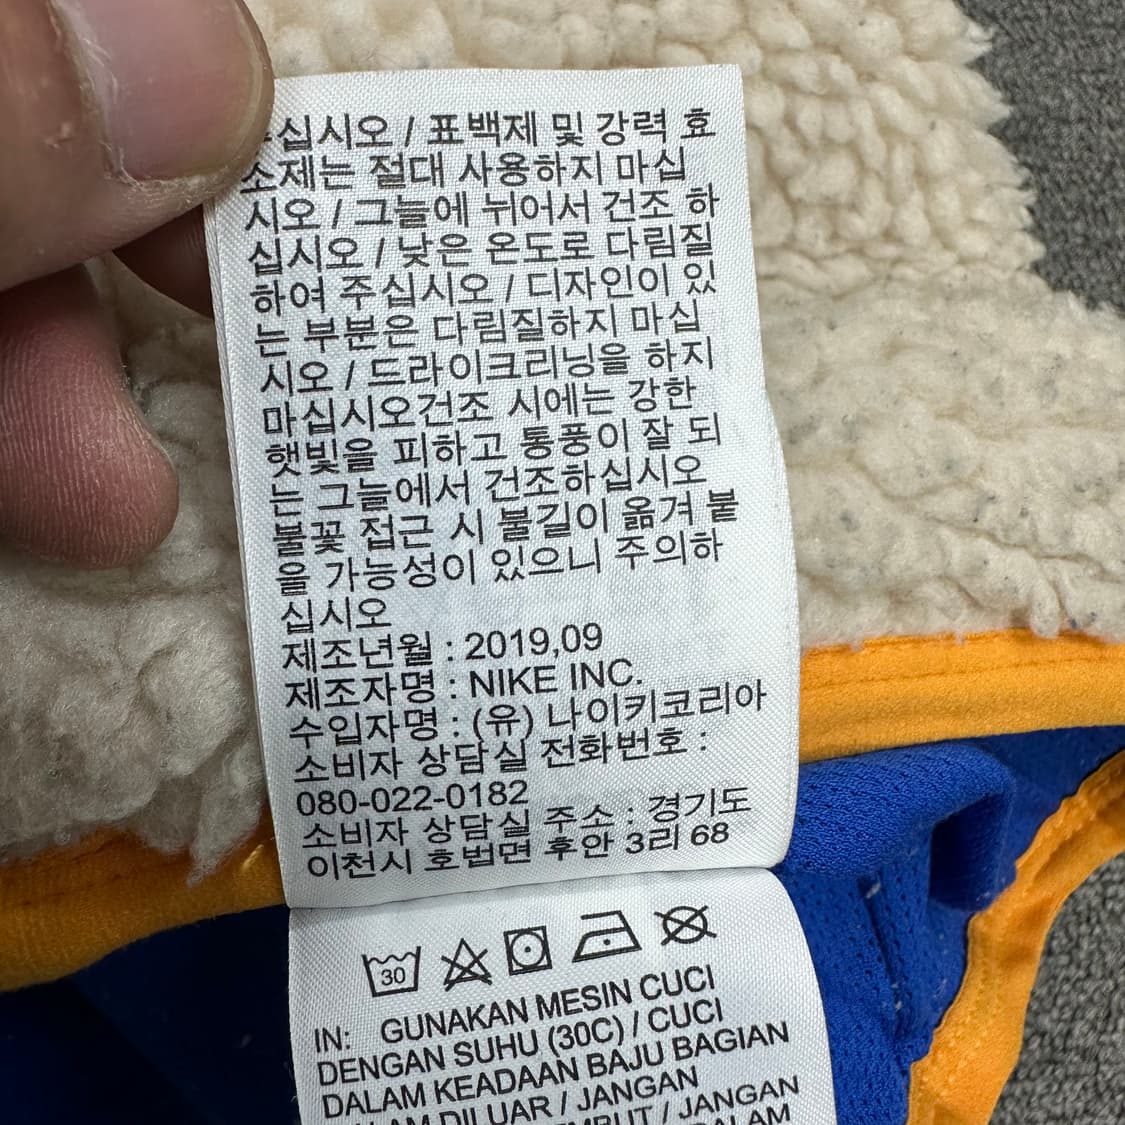 십시오 / 표백제 및 강력 효
소제는 절대 사용하지 마십
시오 / 그늘에 뉘어서 건조 하
십시오 / 낮은 온도로 다림질
하여 주십시오 / 디자인이 있
는 부분은 다림질하지 마십
시오 / 드라이크리닝을 하지
마십시오건조 시에는 강한
햇빛을 피하고 통풍이 잘 되
는 그늘에서 건조하십시오
불꽃 접근 시 불길이 옮겨 붙
을 가능성이 있으니 주의하
십시오
제조년월 : 2019,09
제조자명 : NIKE INC.
수입자명 : (유) 나이키코리아
소비자 상담실 전화번호 :
080-022-0182
소비자 상담실 주소 : 경기도
이천시 호법면 후안 3리 68
30
IN: GUNAKAN MESIN CUCI
DENGAN SUHU (30C) / CUCI
DALAM KEADAAN BAJU BAGIAN
DILUAR / JANGAN
/ JANGAN